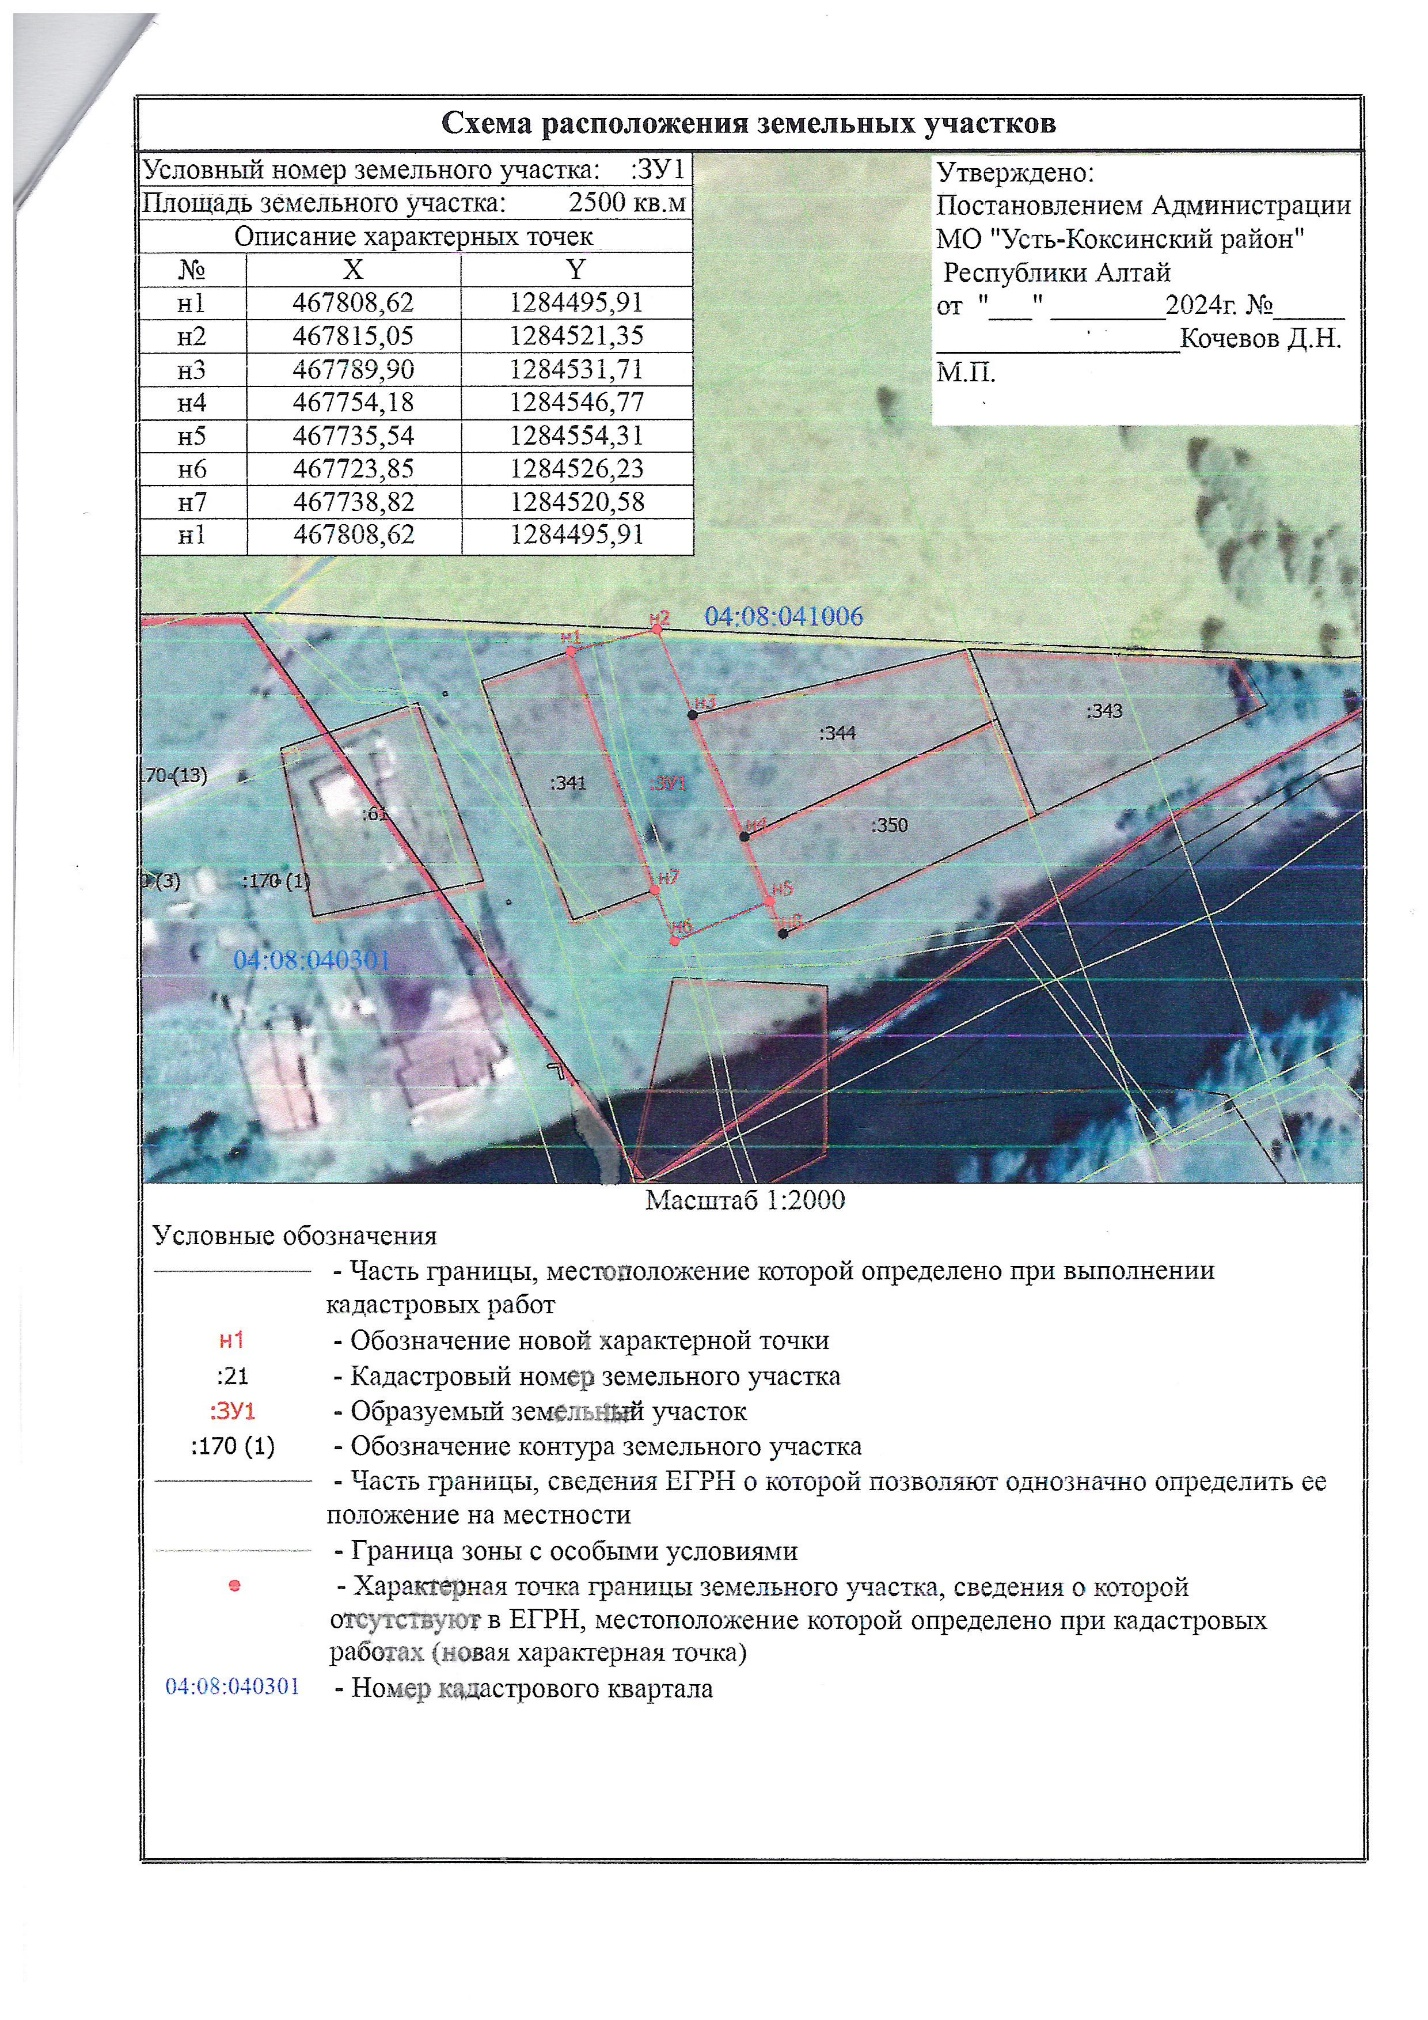 Схема расположения земельных участков
Условный номер земельного участка: :ЗУ1
Площадь земельного участка: 2500 кв.м
Описание характерных точек
№ X Y
н1 467808,62 1284495,91
н2 467815,05 1284521,35
н3 467789,90 1284531,71
н4 467754,18 1284546,77
н5 467735,54 1284554,31
н6 467723,85 1284526,23
н7 467738,82 1284520,58
н1 467808,62 1284495,91
Утверждено:
Постановлением Администрации
МО "Усть-Коксинский район"
Республики Алтай
от "___" ________2024г. №_____
_________________Кочевов Д.Н.
М.П.
04:08:041006
н2
н1
н3
:344
:343
170 (13)
:341
:ЗУ1
:61
н4
:350
(3)
:170 (1)
н7
н5
н6
04:08:040301
Масштаб 1:2000
Условные обозначения
- Часть границы, местоположение которой определено при выполнении
кадастровых работ
н1 - Обозначение новой характерной точки
:21 - Кадастровый номер земельного участка
:ЗУ1 - Образуемый земельный участок
:170 (1) - Обозначение контура земельного участка
- Часть границы, сведения ЕГРН о которой позволяют однозначно определить ее
положение на местности
- Граница зоны с особыми условиями
- Характерная точка границы земельного участка, сведения о которой
отсутствуют в ЕГРН, местоположение которой определено при кадастровых
работах (новая характерная точка)
04:08:040301 - Номер кадастрового квартала